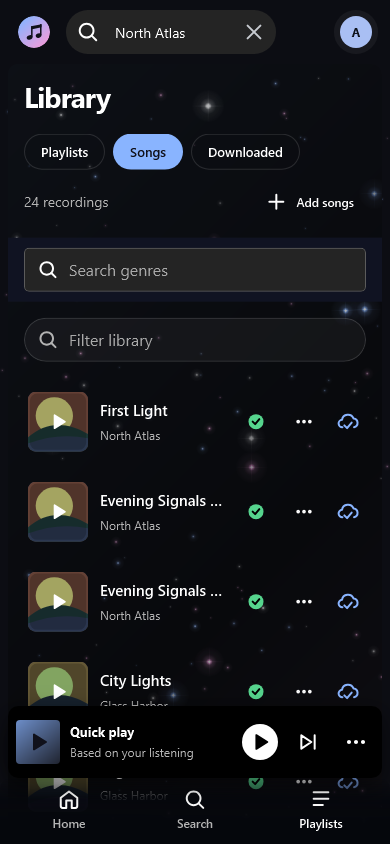 North Atlas
A
Library
Playlists
Songs
Downloaded
24 recordings
Add songs
Search genres
Filter library
First Light
North Atlas
Evening Signals ...
North Atlas
Evening Signals ...
North Atlas
City Lights
Glass Harbor
Quick play
Based on your listening
Glass Harbor
Home
Search
Playlists